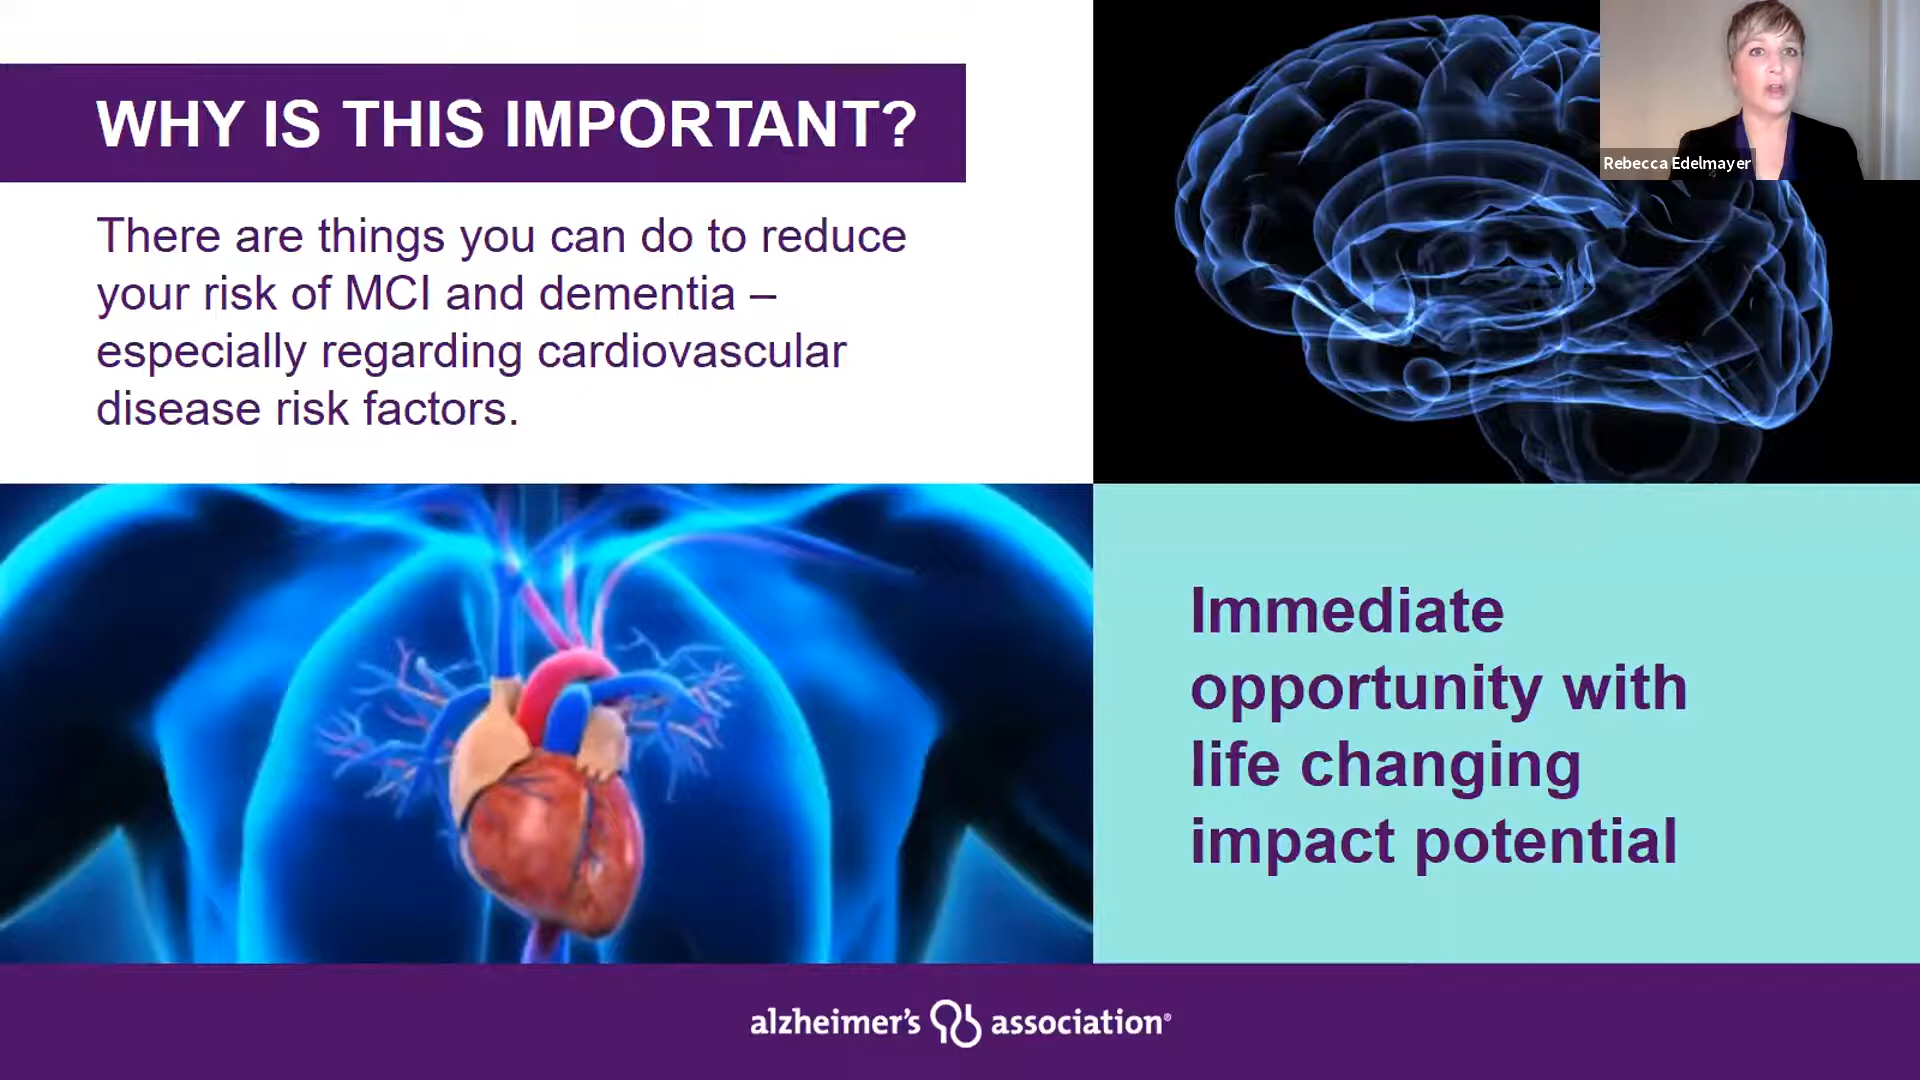 WHY IS THIS IMPORTANT?
There are things you can do to reduce
your risk of MCI and dementia –
especially regarding cardiovascular
disease risk factors.
Rebecca Edelmayer
Immediate
opportunity with
life changing
impact potential
alzheimer's association®